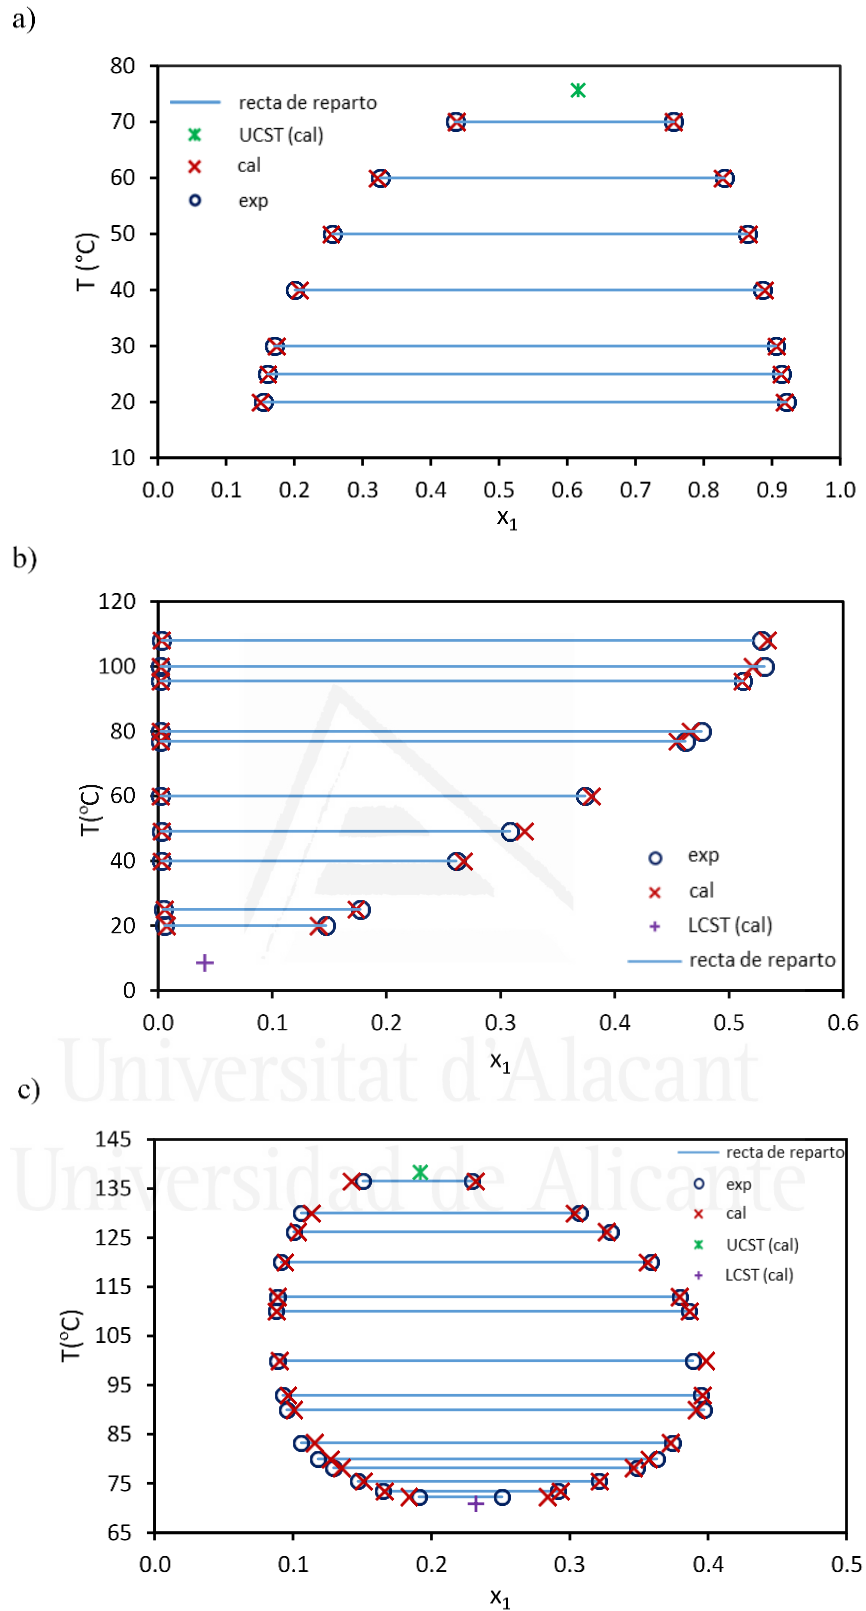 a)
80
70
60
50
40
30
20
10
T (°C)
recta de reparto
UCST (cal)
cal
exp
0.0 0.1 0.2 0.3 0.4 0.5 0.6 0.7 0.8 0.9 1.0
x1
b)
120
100
80
60
40
20
0
T(°C)
exp
cal
LCST (cal)
recta de reparto
0.0 0.1 0.2 0.3 0.4 0.5 0.6
x1
Universitat d'Alacant
Universidad de Alicante
c)
145
135
125
115
105
95
85
75
65
T(°C)
recta de reparto
exp
cal
UCST (cal)
LCST (cal)
0.0 0.1 0.2 0.3 0.4 0.5
x1